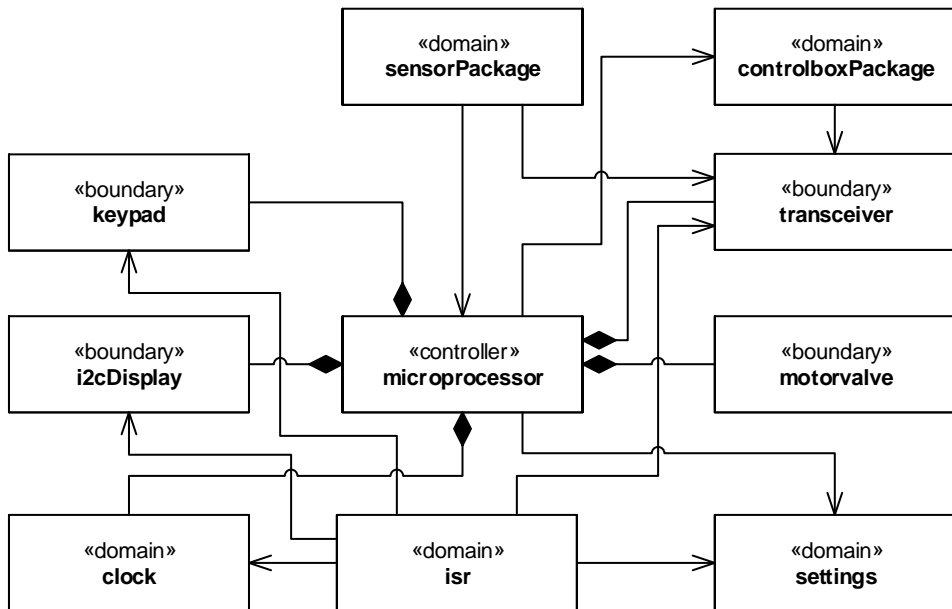 «domain»
sensorPackage
«domain»
controlboxPackage
«boundary»
keypad
«boundary»
transceiver
«boundary»
i2cDisplay
«controller»
microprocessor
«boundary»
motorvalve
«domain»
clock
«domain»
isr
«domain»
settings